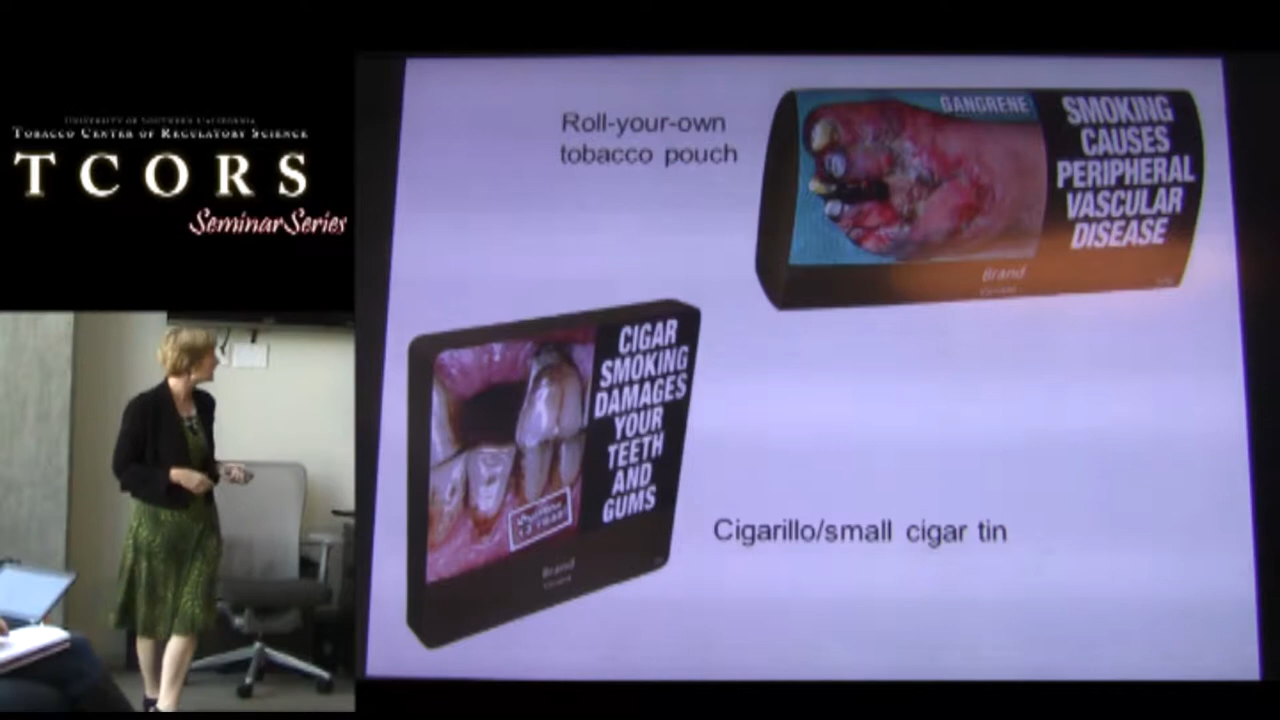 UNIVERSITY OF SOUTHERN CALIFORNIA
TOBACCO CENTER OF REGULATORY SCIENCE
TCORS
Seminar Series
Roll-your-own
tobacco pouch
GANGRENE
SMOKING
CAUSES
PERIPHERAL
VASCULAR
DISEASE
Brand
CIGAR
SMOKING
DAMAGES
YOUR
TEETH
AND
GUMS
Brand
Cigarillo/small cigar tin